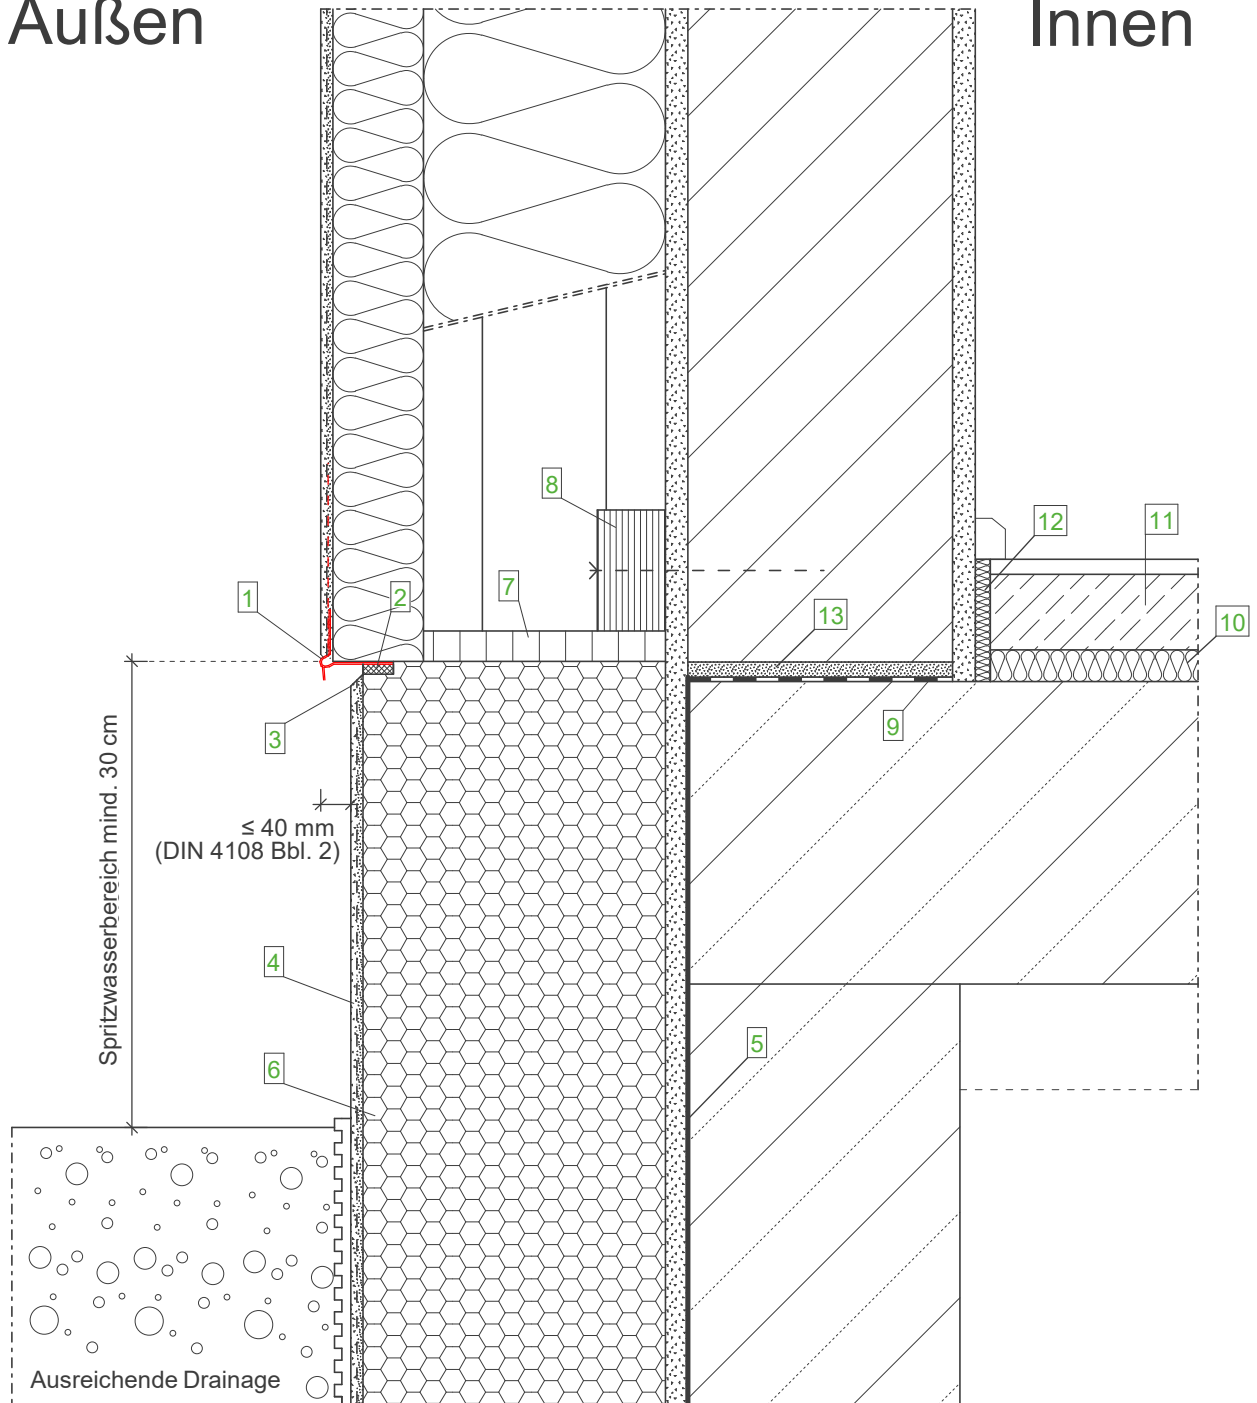 Außen
Innen
8
12
11
1
2
7
13
10
3
9
Spritzwasserbereich mind. 30 cm
≤ 40 mm
(DIN 4108 Bbl. 2)
4
5
6
Ausreichende Drainage